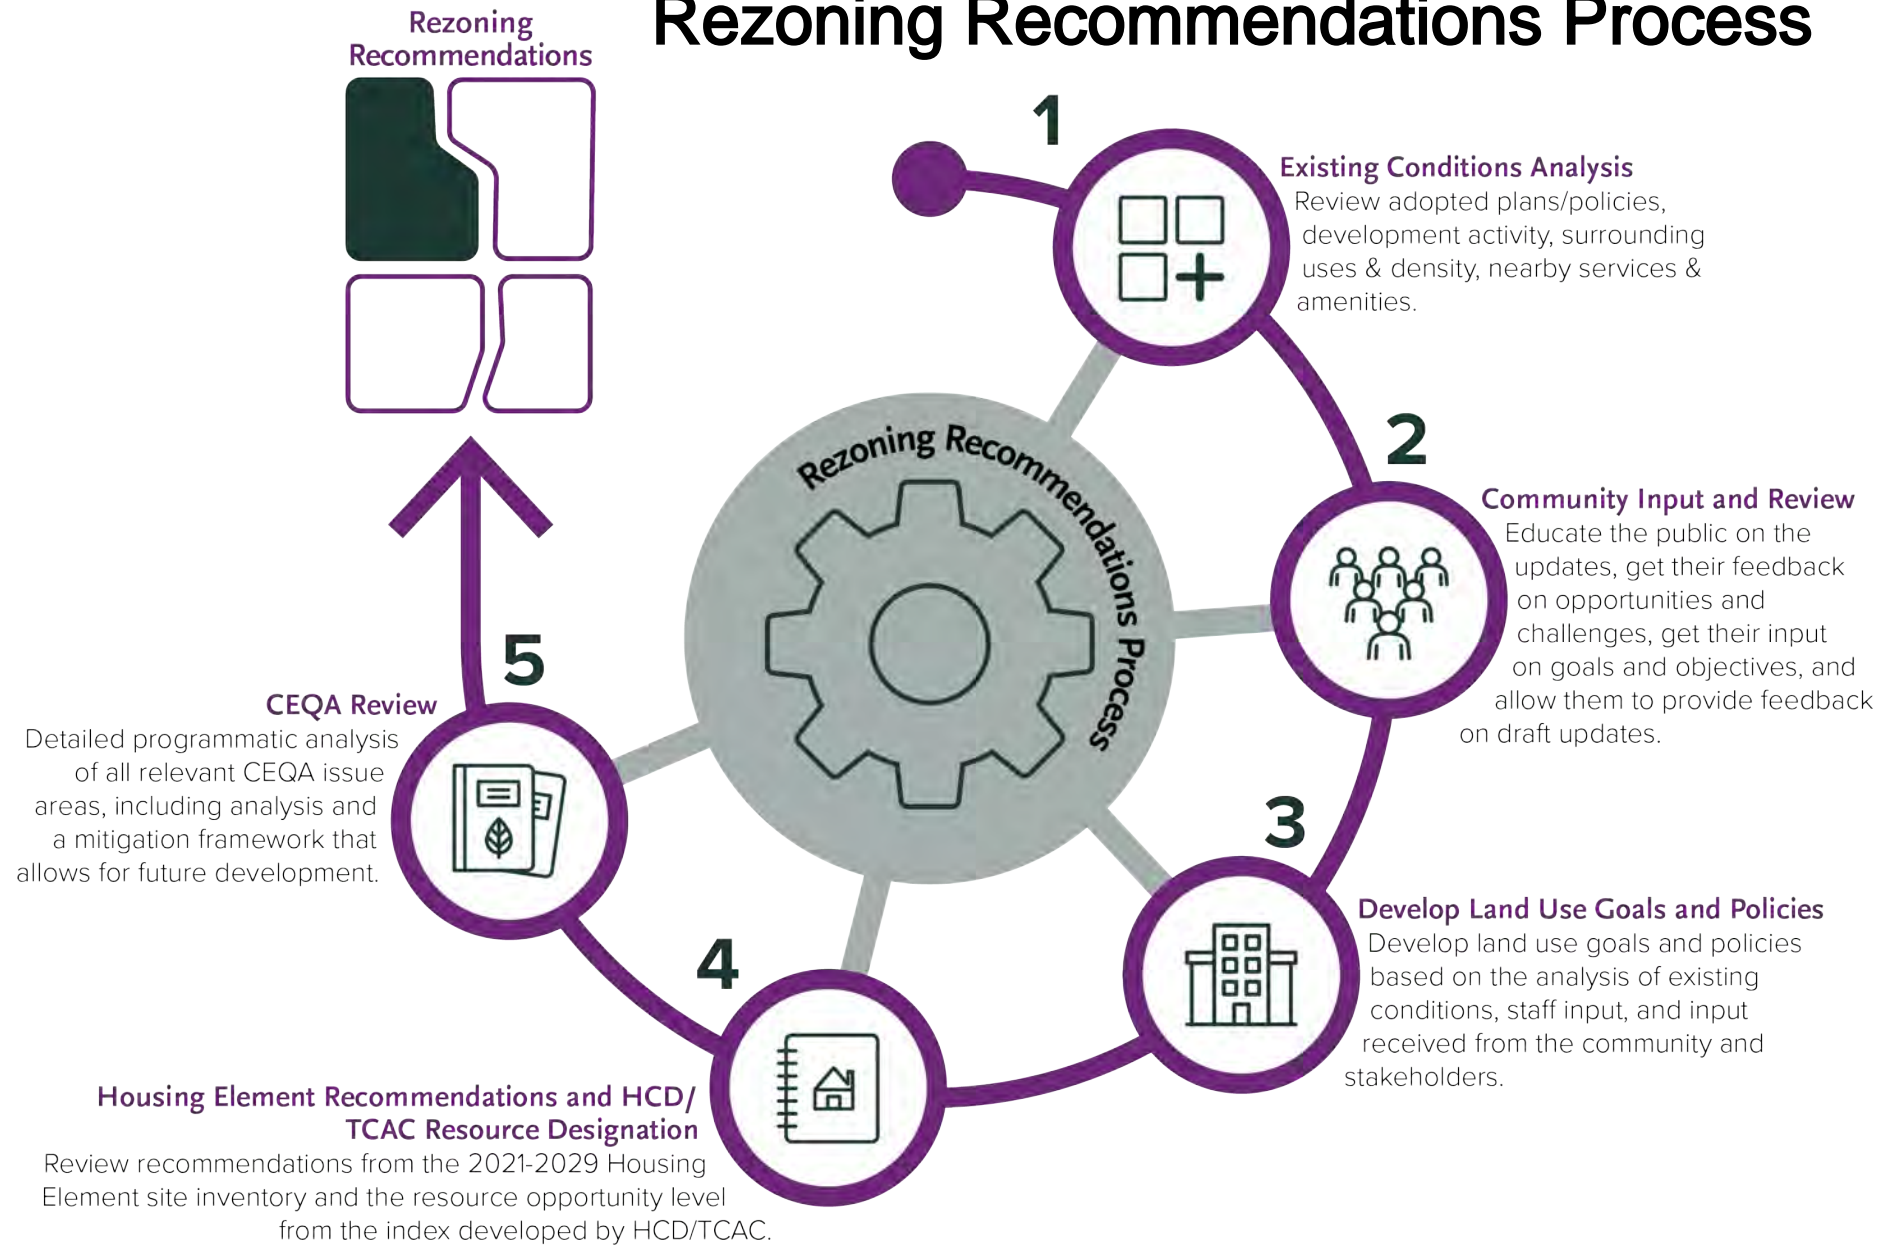 Rezoning Recommendations Process
Rezoning
Recommendations
1
Existing Conditions Analysis
Review adopted plans/policies,
development activity, surrounding
uses & density, nearby services &
amenities.
2
Community Input and Review
Educate the public on the
updates, get their feedback
on opportunities and
challenges, get their input
on goals and objectives, and
allow them to provide feedback
on draft updates.
Rezoning Recommendations Process
3
Develop Land Use Goals and Policies
Develop land use goals and policies
based on the analysis of existing
conditions, staff input, and input
received from the community and
stakeholders.
4
Housing Element Recommendations and HCD/
TCAC Resource Designation
Review recommendations from the 2021-2029 Housing
Element site inventory and the resource opportunity level
from the index developed by HCD/TCAC.
5
CEQA Review
Detailed programmatic analysis
of all relevant CEQA issue
areas, including analysis and
a mitigation framework that
allows for future development.